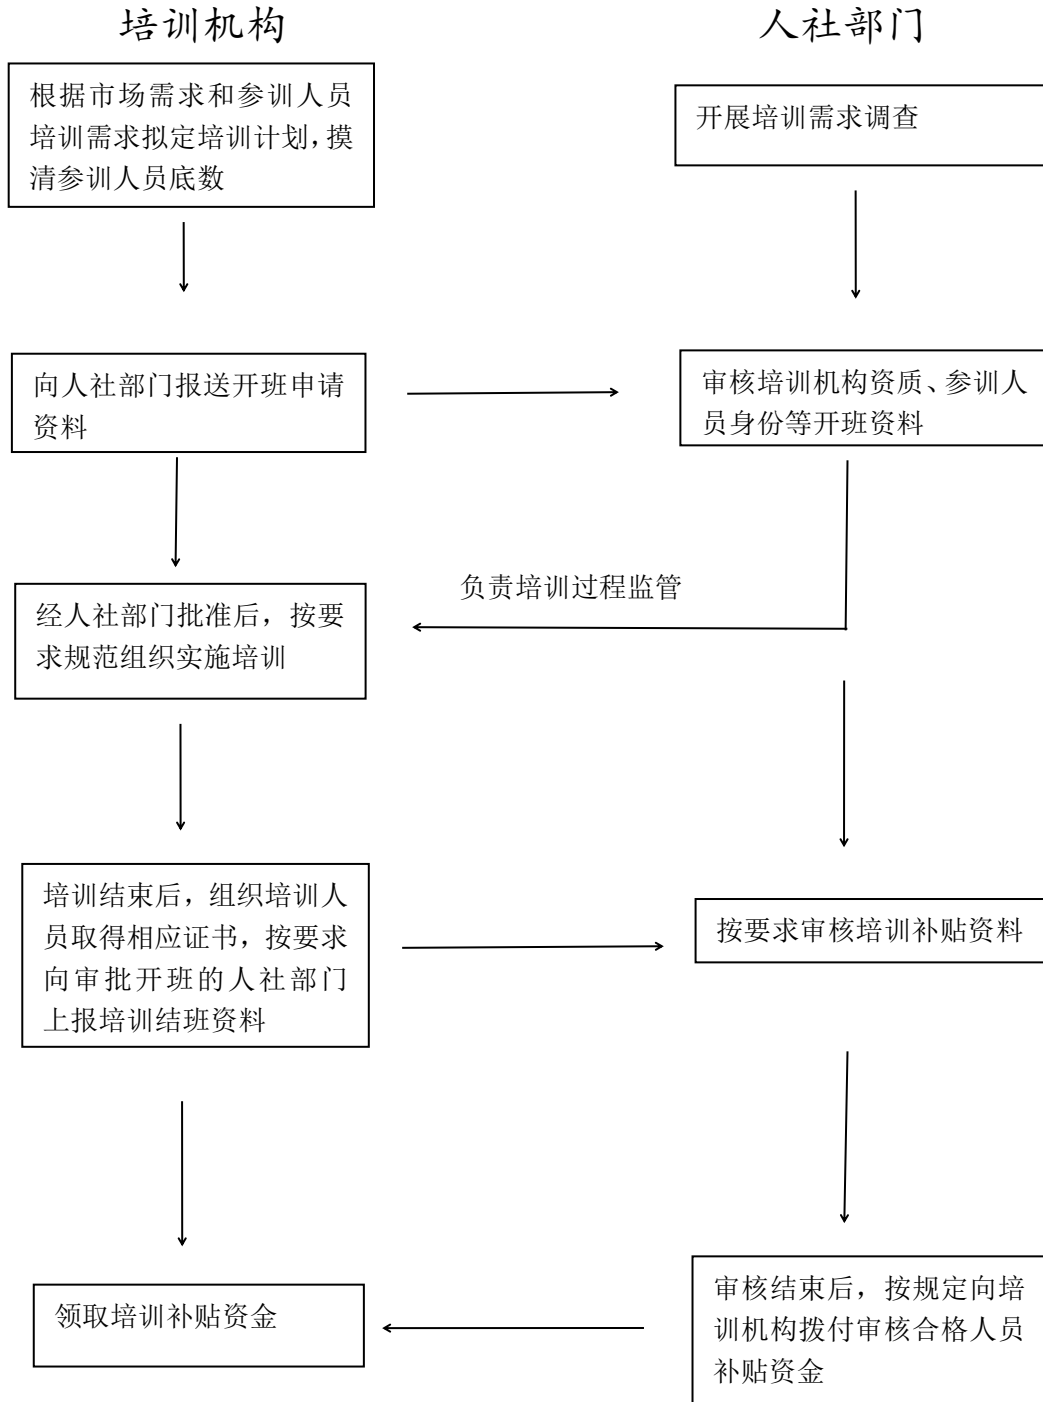 培训机构
人社部门
根据市场需求和参训人员
培训需求拟定培训计划，摸
清参训人员底数
开展培训需求调查
向人社部门报送开班申请
资料
审核培训机构资质、参训人
员身份等开班资料
负责培训过程监管
经人社部门批准后，按要
求规范组织实施培训
培训结束后，组织培训人
员取得相应证书，按要求
向审批开班的人社部门
上报培训结班资料
按要求审核培训补贴资料
领取培训补贴资金
审核结束后，按规定向培
训机构拨付审核合格人员
补贴资金